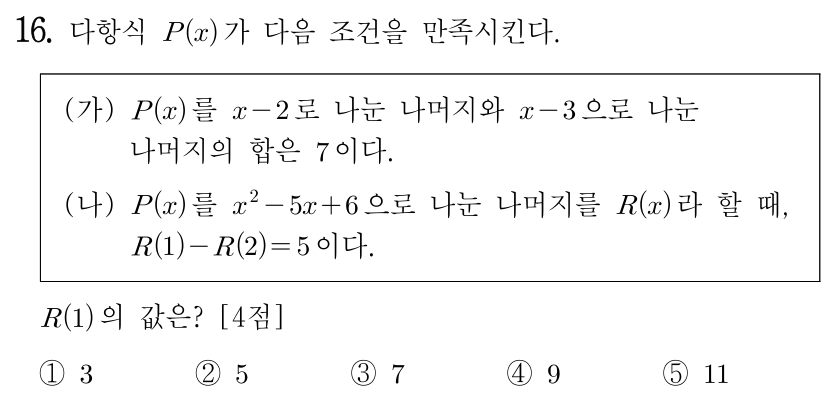 16. 다항식 P(x)가 다음 조건을 만족시킨다.
(가) P(x)를 x-2로 나눈 나머지와 x-3으로 나눈
나머지의 합은 7이다.
(나) P(x)를 x²-5x+6으로 나눈 나머지를 R(x)라 할 때,
R(1)-R(2)=5이다.
R(1)의 값은? [4점]
① 3 ② 5 ③ 7 ④ 9 ⑤ 11